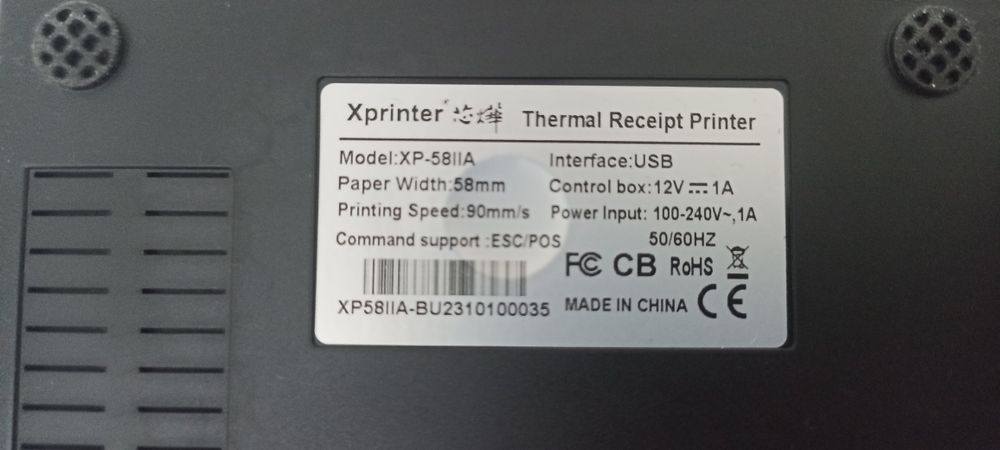 Xprinter 芯烨 Thermal Receipt Printer
Model:XP-58IIA Interface:USB
Paper Width:58mm Control box:12V⎓1A
Printing Speed:90mm/s Power Input: 100-240V~,1A
Command support :ESC/POS 50/60HZ
FC CB RoHS
XP58IIA-BU2310100035 MADE IN CHINA CE